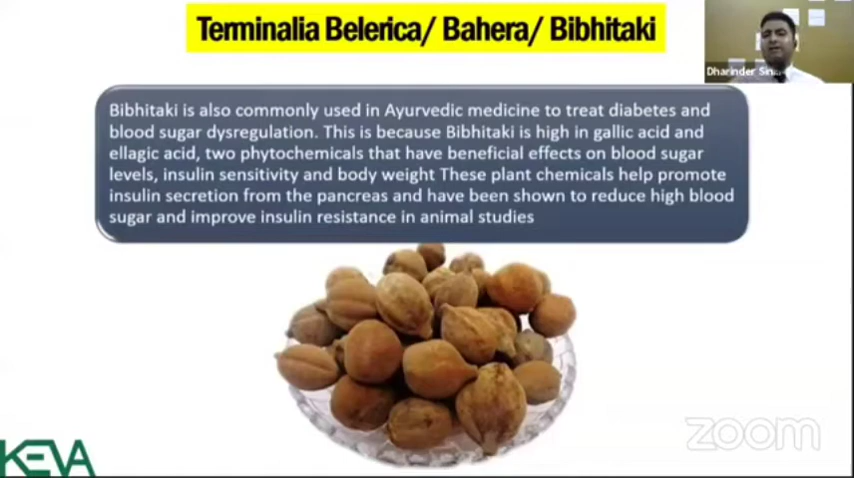 Terminalia Belerica/ Bahera/ Bibhitaki
Bibhitaki is also commonly used in Ayurvedic medicine to treat diabetes and
blood sugar dysregulation. This is because Bibhitaki is high in gallic acid and
ellagic acid, two phytochemicals that have beneficial effects on blood sugar
levels, insulin sensitivity and body weight These plant chemicals help promote
insulin secretion from the pancreas and have been shown to reduce high blood
sugar and improve insulin resistance in animal studies
Dharinder
KEVA
zoom